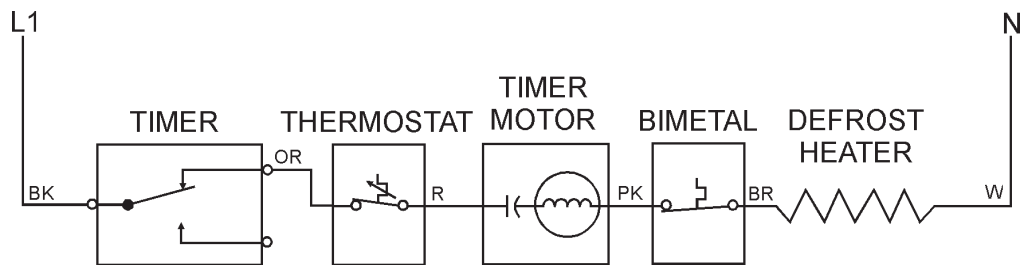 L1
N
TIMER
THERMOSTAT
TIMER
MOTOR
BIMETAL
DEFROST
HEATER
BK
OR
R
PK
BR
W